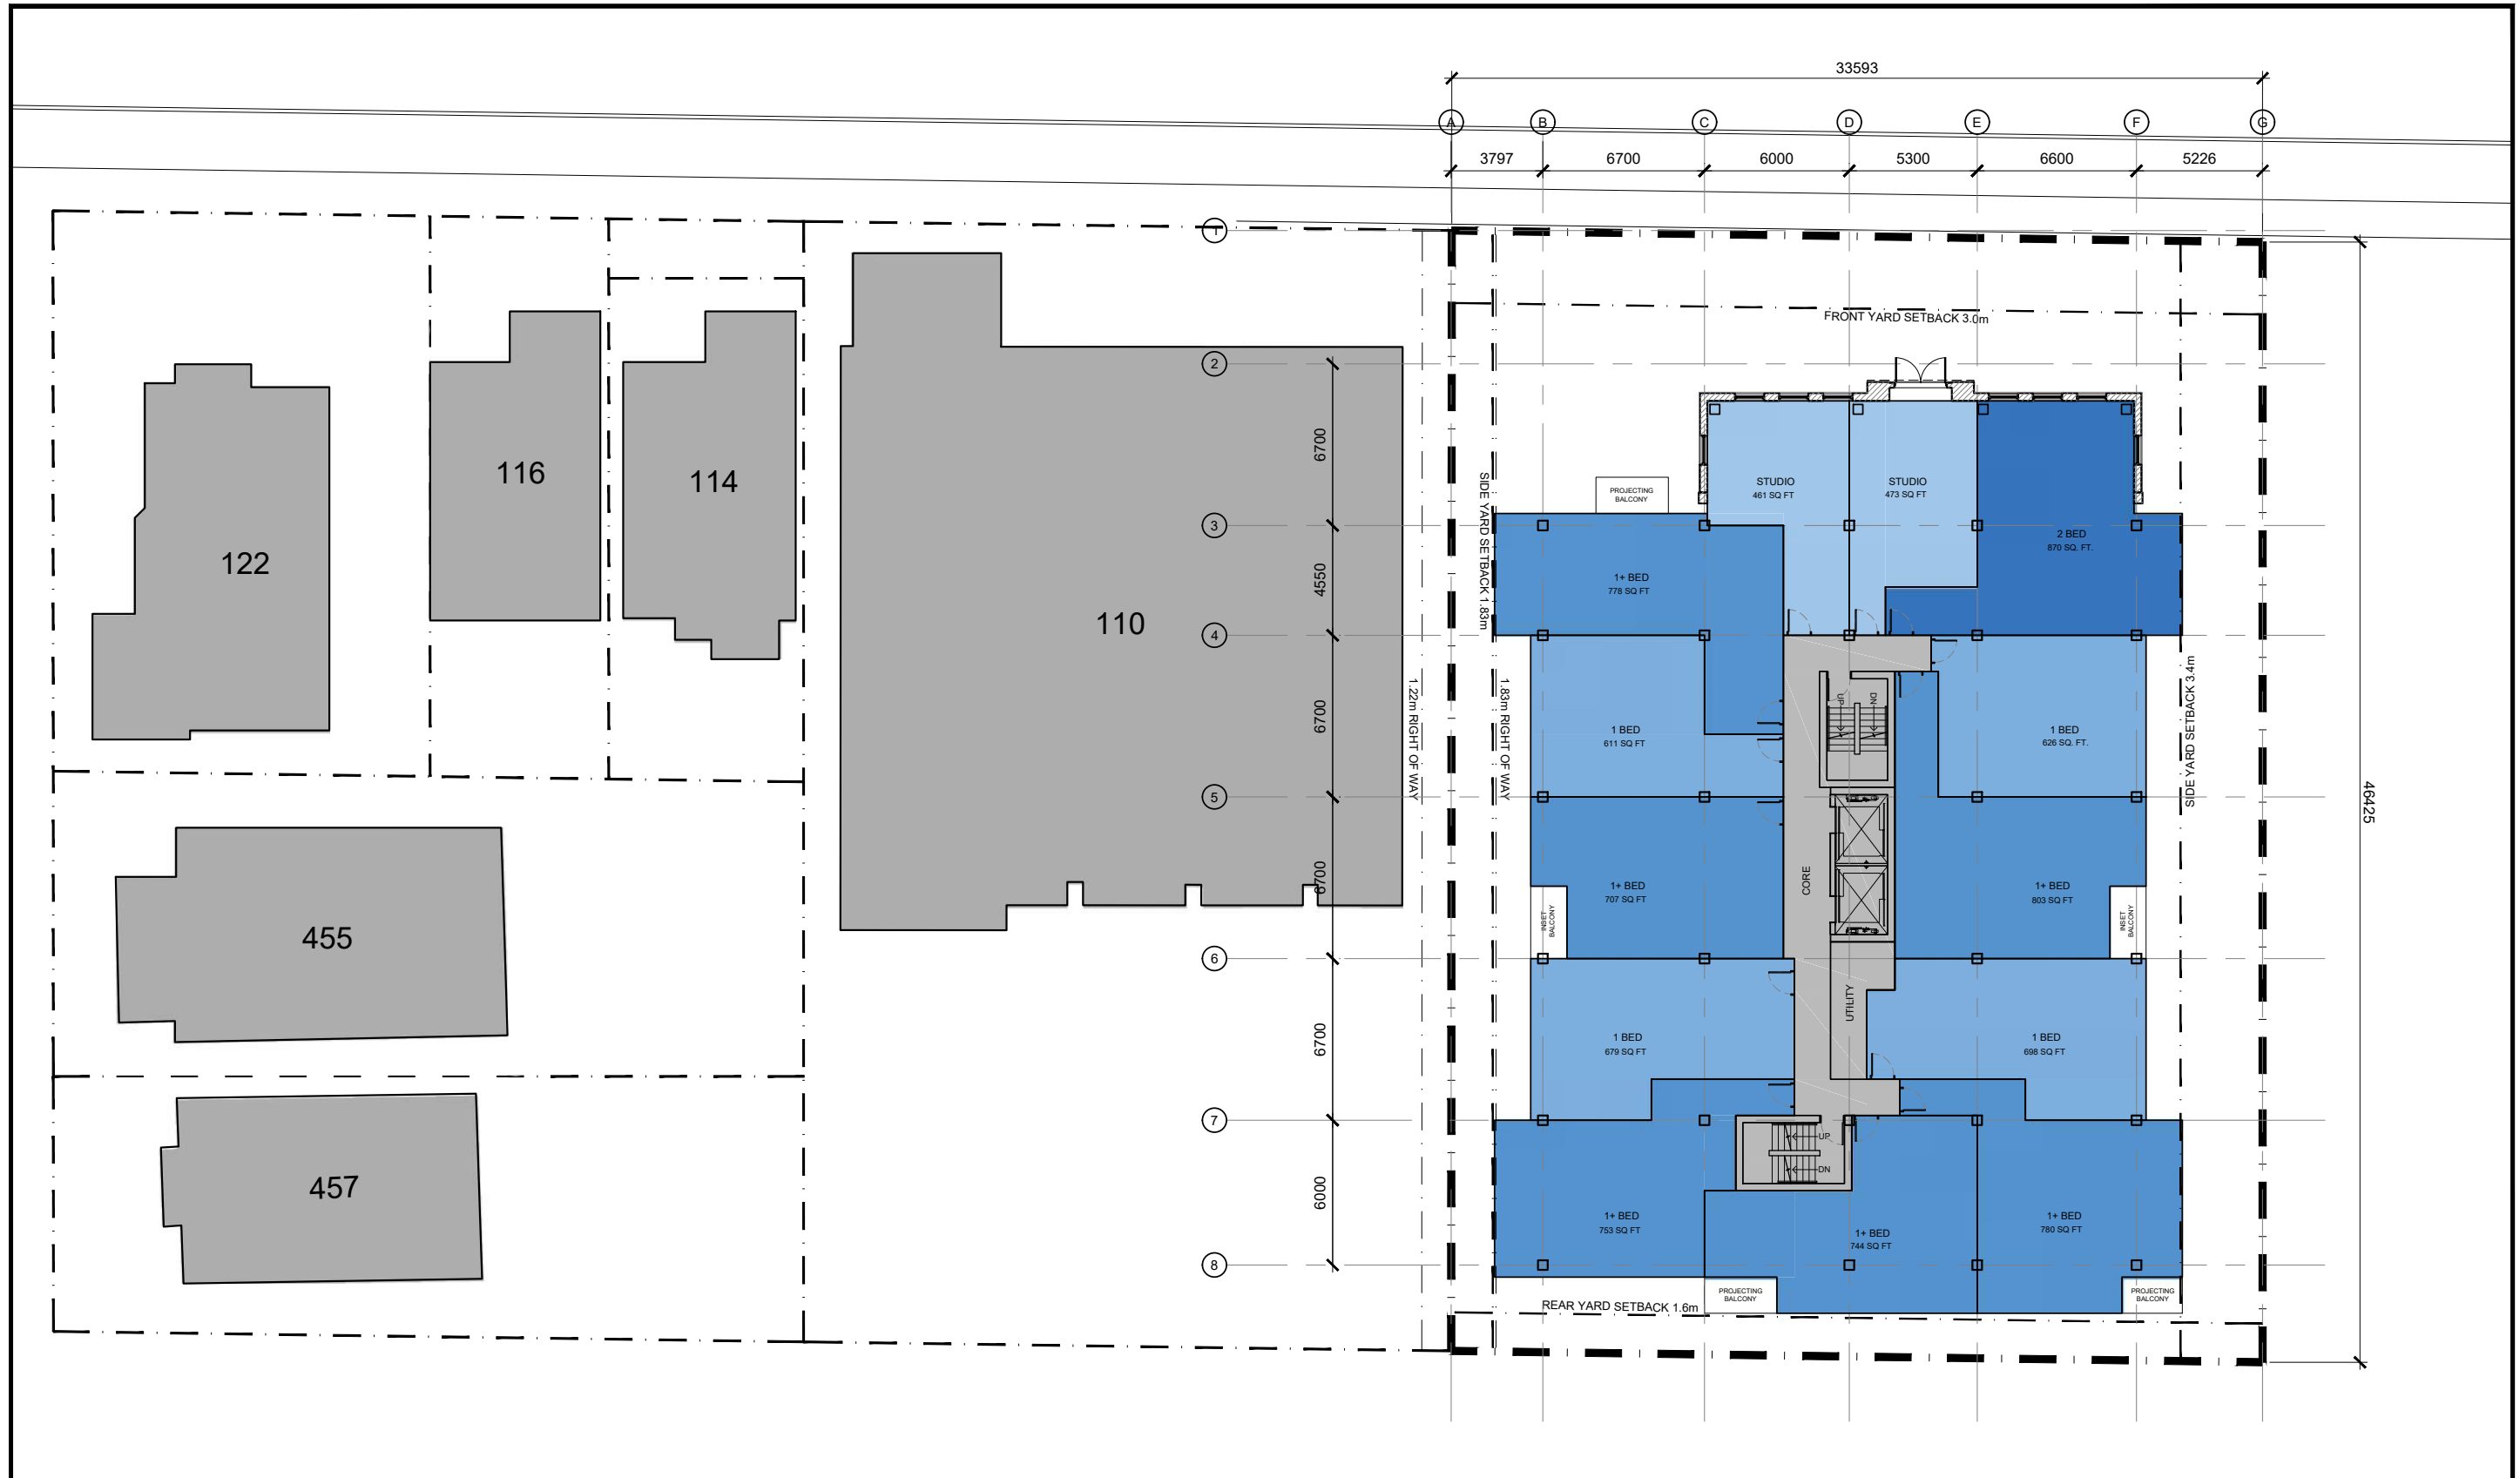 33593
A
B
C
D
E
F
G
3797
6700
6000
5300
6600
5226
1
FRONT YARD SETBACK 3.0m
2
6700
116
114
122
STUDIO
461 SQ FT
STUDIO
473 SQ FT
PROJECTING
BALCONY
SIDE YARD SETBACK 1.83m
3
2 BED
870 SQ. FT.
4550
1+ BED
778 SQ FT
110
4
6700
1.22m RIGHT OF WAY
1.83m RIGHT OF WAY
UP
DN
1 BED
611 SQ FT
1 BED
626 SQ. FT.
SIDE YARD SETBACK 3.4m
46425
5
6700
CORE
1+ BED
707 SQ FT
1+ BED
803 SQ FT
INSET
BALCONY
INSET
BALCONY
455
6
UTILITY
6700
1 BED
679 SQ FT
1 BED
698 SQ FT
7
UP
DN
457
6000
1+ BED
753 SQ FT
1+ BED
744 SQ FT
1+ BED
780 SQ FT
8
PROJECTING
BALCONY
PROJECTING
BALCONY
REAR YARD SETBACK 1.6m